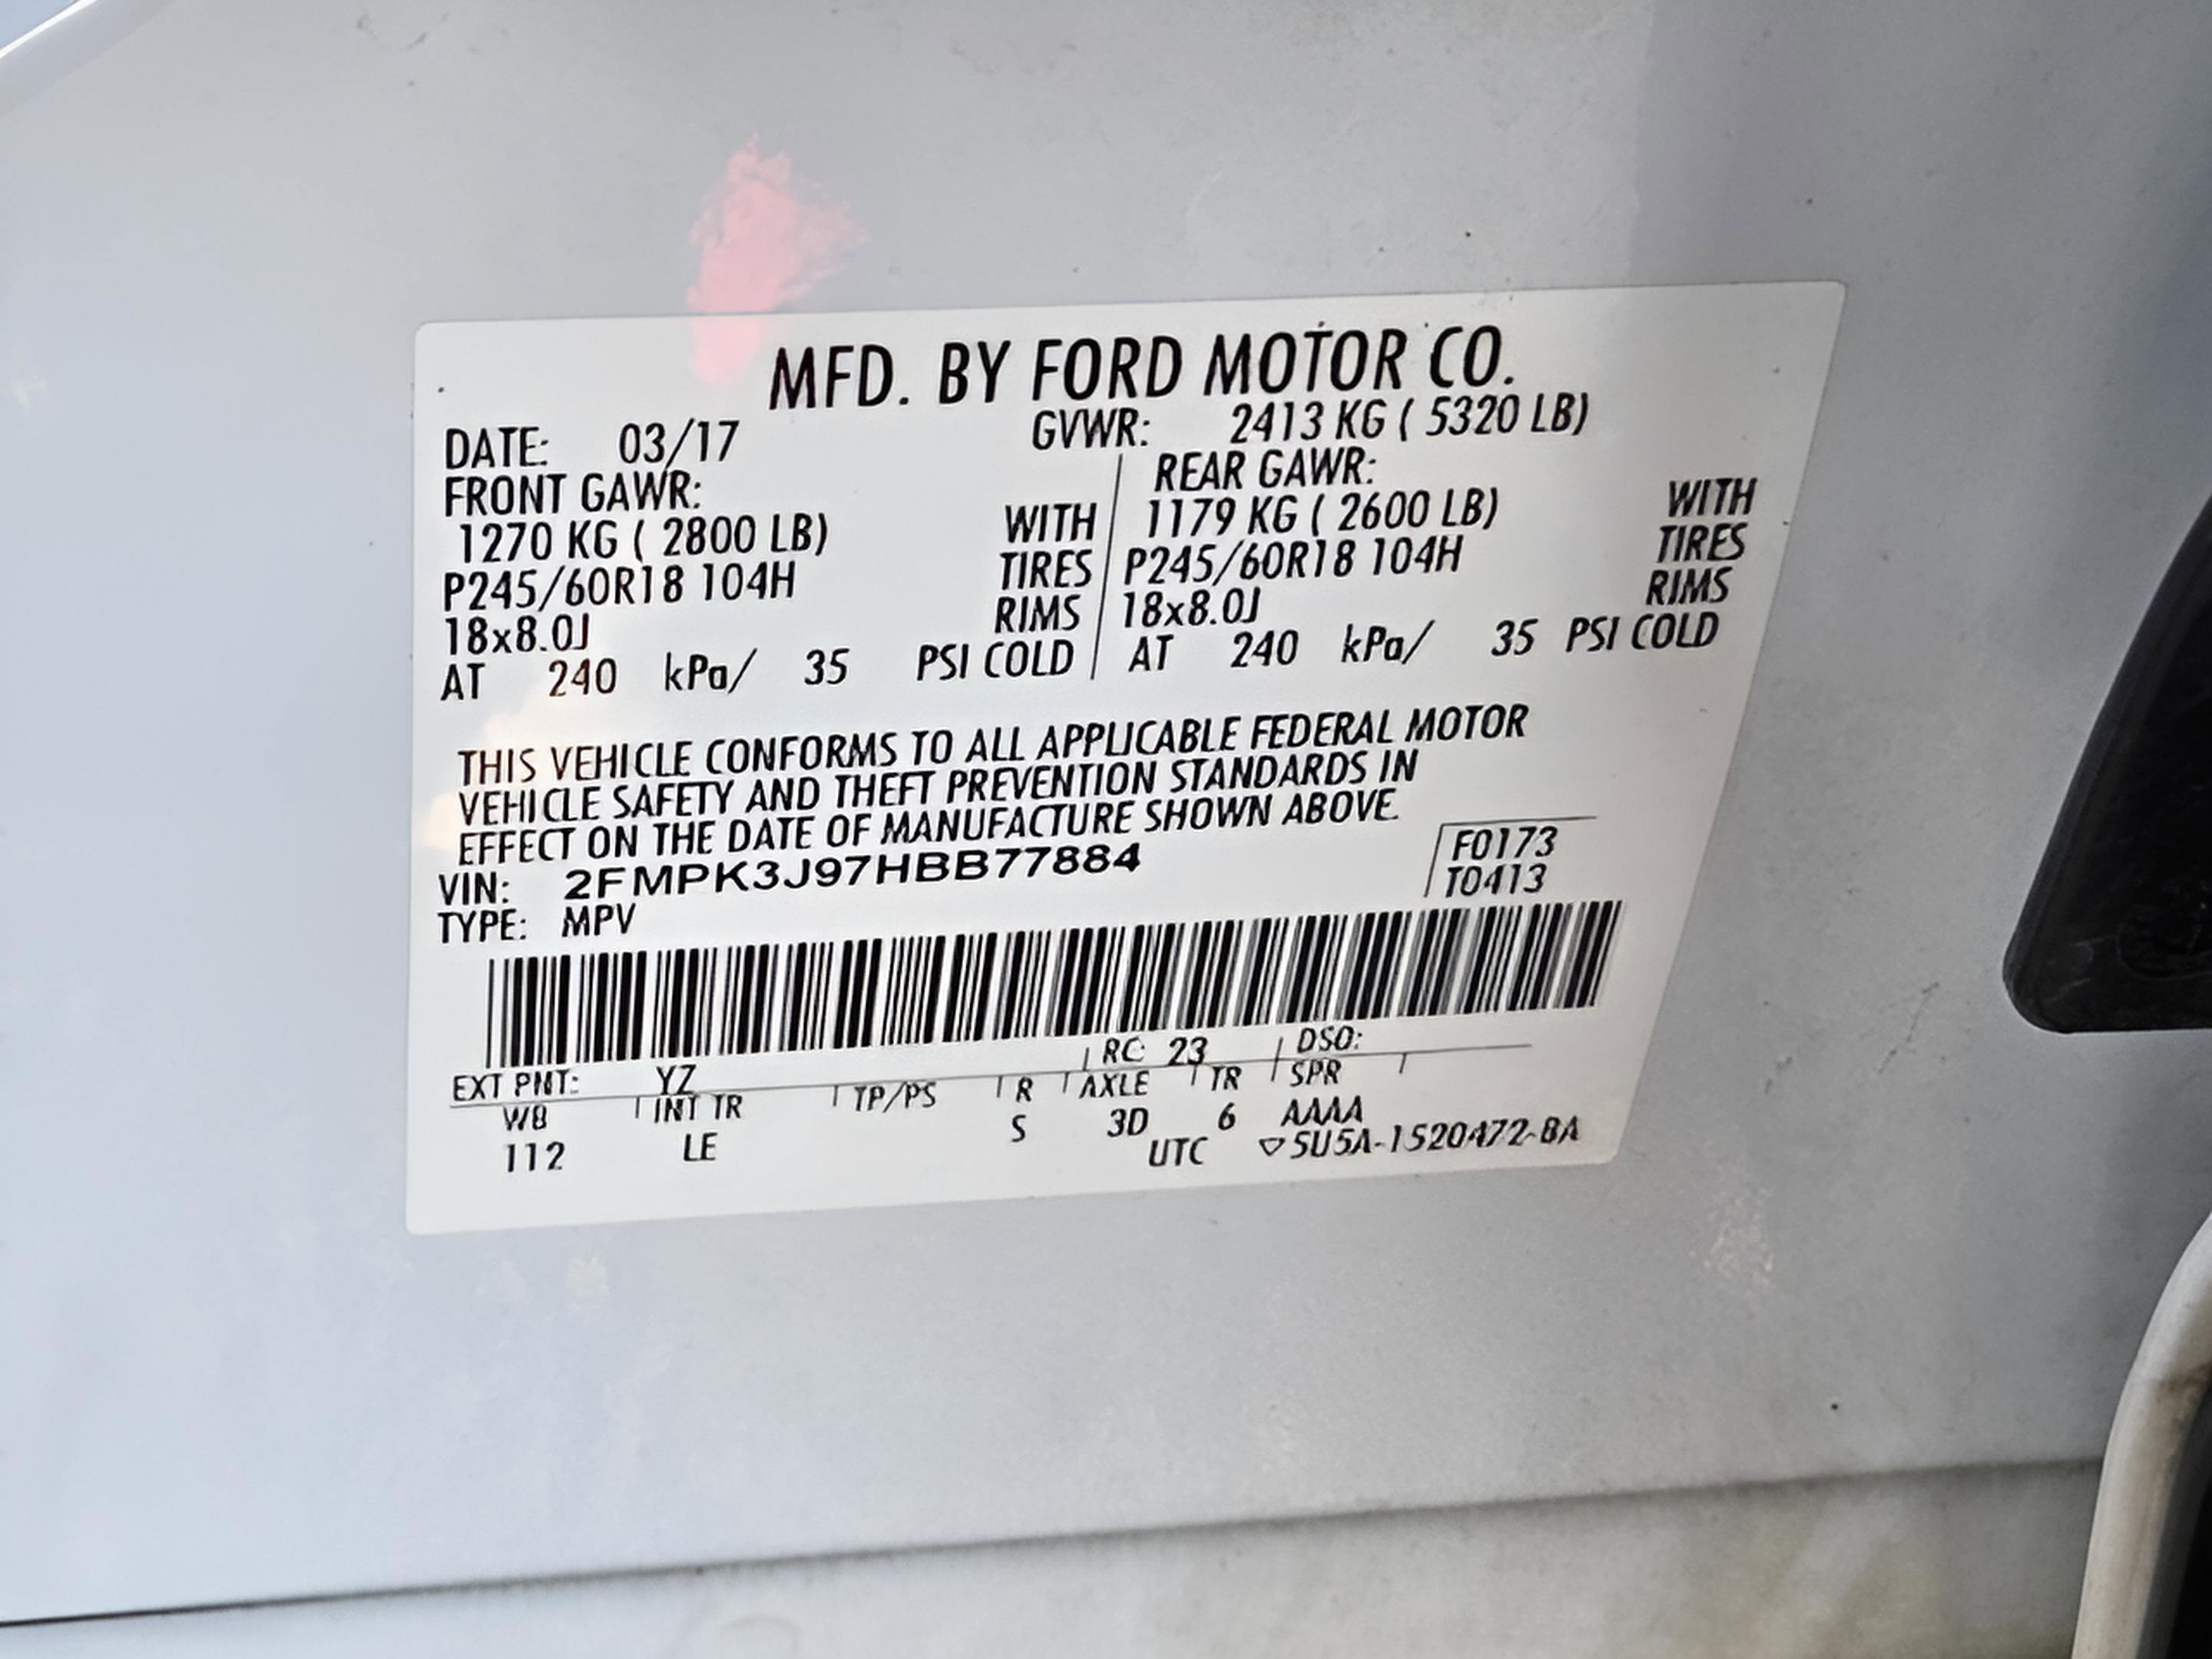 MFD. BY FORD MOTOR CO.
DATE: 03/17 GVWR: 2413 KG ( 5320 LB)
FRONT GAWR: REAR GAWR:
1270 KG ( 2800 LB) WITH 1179 KG ( 2600 LB) WITH
P245/60R18 104H TIRES P245/60R18 104H TIRES
18x8.0J RIMS 18x8.0J RIMS
AT 240 kPa/ 35 PSI COLD AT 240 kPa/ 35 PSI COLD
THIS VEHICLE CONFORMS TO ALL APPLICABLE FEDERAL MOTOR
VEHICLE SAFETY AND THEFT PREVENTION STANDARDS IN
EFFECT ON THE DATE OF MANUFACTURE SHOWN ABOVE.
F0173
VIN: 2FMPK3J97HBB77884 T0413
TYPE: MPV
EXT PNT: YZ RC: 23 DSO:
WB INT TR TP/PS R AXLE TR SPR
112 LE S 3D 6 AAAA
UTC ▽5U5A-1520472-BA